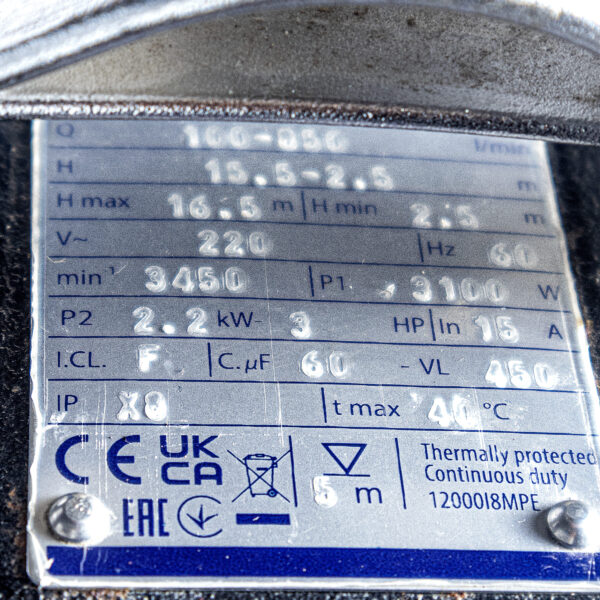 Q 100-850 l/min
H 15.5-2.5 m
H max 16.5 m H min 2.5 m
V~ 220 Hz 60
min⁻¹ 3450 P1 3100 W
P2 2.2 kW- 3 HP In 15 A
I.CL. F C.µF 60 - VL 450
IP X8 t max 40 °C
CE UK CA
EAC
5 m
Thermally protected
Continuous duty
12000I8MPE